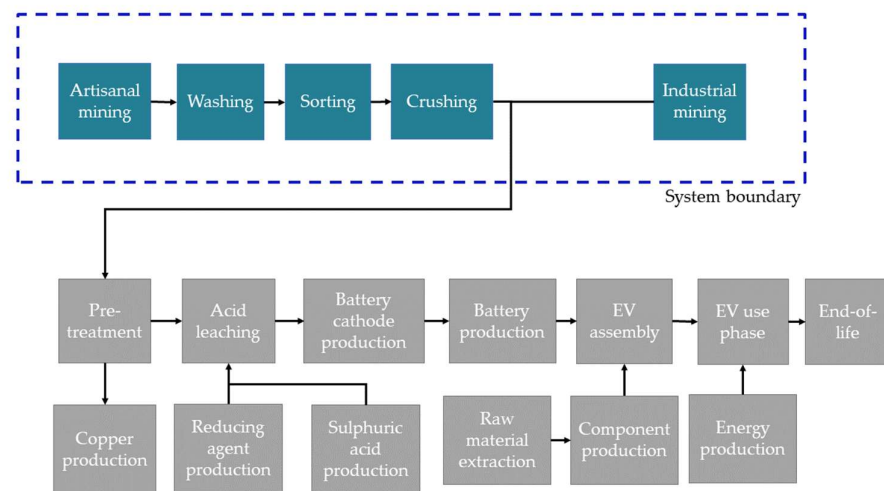 Artisanal
mining
Washing
Sorting
Crushing
Industrial
mining
System boundary
Pre-
treatment
Acid
leaching
Battery
cathode
production
Battery
production
EV
assembly
EV use
phase
End-of-
life
Copper
production
Reducing
agent
production
Sulphuric
acid
production
Raw
material
extraction
Component
production
Energy
production